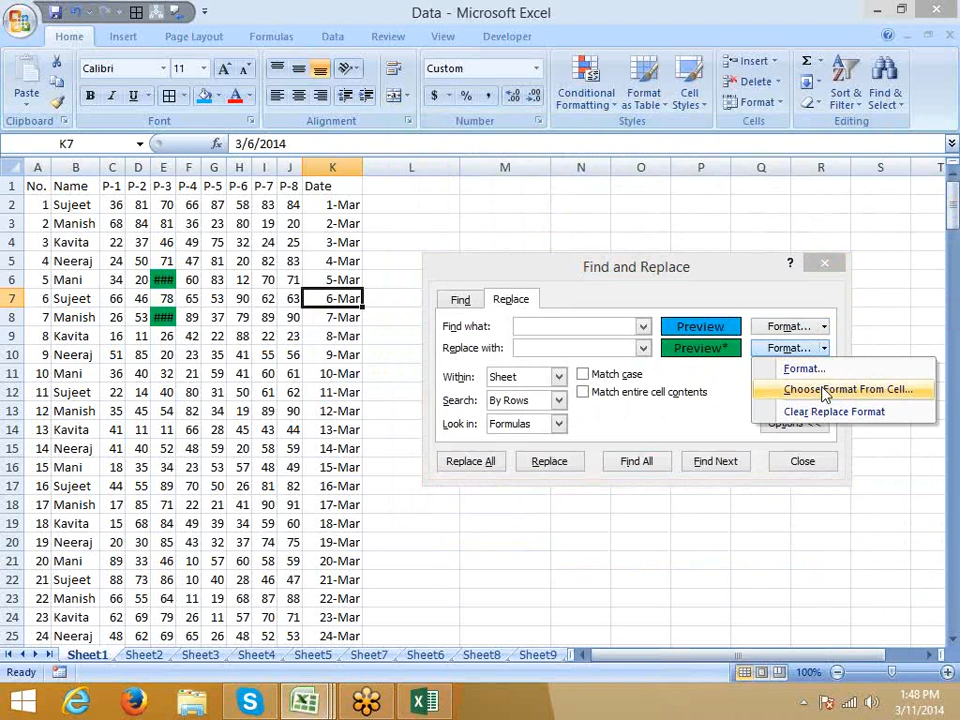 Data - Microsoft Excel
Home Insert Page Layout Formulas Data Review View Developer
Paste
Calibri 11 A A
B I U A
Custom
$ % ,
Conditional Formatting
Format as Table
Cell Styles
Insert
Delete
Format
Σ
Sort & Filter
Find & Select
Clipboard Font Alignment Number Styles Cells Editing
K7 fx 3/6/2014
A B C D E F G H I J K L M N O P Q R S T
1 No. Name P-1 P-2 P-3 P-4 P-5 P-6 P-7 P-8 Date
2 1 Sujeet 36 81 70 66 87 58 83 84 1-Mar
3 2 Manish 68 84 81 36 23 80 19 20 2-Mar
4 3 Kavita 22 37 46 49 75 32 24 25 3-Mar
5 4 Neeraj 24 50 71 47 81 20 82 83 4-Mar
6 5 Mani 34 20 ### 60 83 12 70 71 5-Mar
7 6 Sujeet 66 46 78 65 53 90 62 63 6-Mar
8 7 Manish 26 53 ### 89 37 79 89 90 7-Mar
9 8 Kavita 16 11 26 42 22 88 22 23 8-Mar
10 9 Neeraj 51 85 20 23 35 41 55 56 9-Mar
11 10 Mani 40 36 32 21 59 41 60 61 10-Mar
12 11 Sujeet 22 14 40 80 31 50 61 62 11-Mar
13 12 Manish 35 45 54 82 34 19 89 90 12-Mar
14 13 Kavita 41 11 43 89 46 89 51 52 13-Mar
15 14 Neeraj 41 40 52 48 59 20 58 59 14-Mar
16 15 Mani 18 35 34 23 53 57 48 49 15-Mar
17 16 Sujeet 44 55 89 70 50 26 81 82 16-Mar
18 17 Manish 17 85 71 22 21 41 90 91 17-Mar
19 18 Kavita 15 68 84 49 39 34 59 60 18-Mar
20 19 Neeraj 53 30 20 42 32 37 74 75 19-Mar
21 20 Mani 89 33 46 10 57 60 58 59 20-Mar
22 21 Sujeet 88 73 86 10 40 28 46 47 21-Mar
23 22 Manish 66 55 64 11 19 68 87 88 22-Mar
24 23 Kavita 62 69 79 26 11 57 70 71 23-Mar
25 24 Neeraj 48 62 69 65 26 48 52 53 24-Mar
Find and Replace ?
Find Replace
Find what: Preview Format...
Replace with: Preview* Format...
Format...
Choose Format From Cell...
Clear Replace Format
Within: Sheet Match case
Search: By Rows Match entire cell contents
Look in: Formulas
Options <<
Replace All Replace Find All Find Next Close
Sheet1 Sheet2 Sheet3 Sheet4 Sheet5 Sheet7 Sheet6 Sheet8 Sheet9
Ready 100%
1:48 PM
3/11/2014